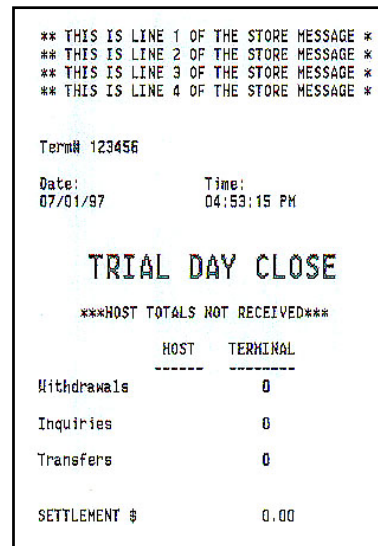 ** THIS IS LINE 1 OF THE STORE MESSAGE *
** THIS IS LINE 2 OF THE STORE MESSAGE *
** THIS IS LINE 3 OF THE STORE MESSAGE *
** THIS IS LINE 4 OF THE STORE MESSAGE *
Term# 123456
Date: Time:
07/01/97 04:53:15 PM
TRIAL DAY CLOSE
***HOST TOTALS NOT RECEIVED***
HOST TERMINAL
------ --------
Withdrawals 0
Inquiries 0
Transfers 0
SETTLEMENT $ 0.00